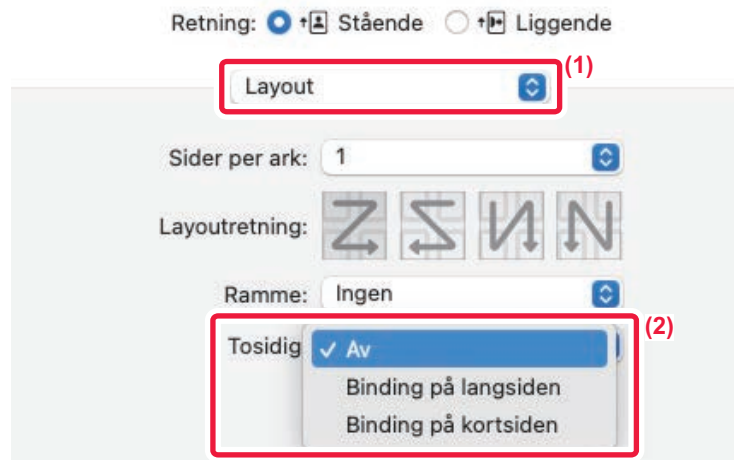 Retning: Stående Liggende
(1)
Layout
Sider per ark: 1
Layoutretning:
Ramme: Ingen
(2)
Tosidig ✓ Av
Binding på langsiden
Binding på kortsiden